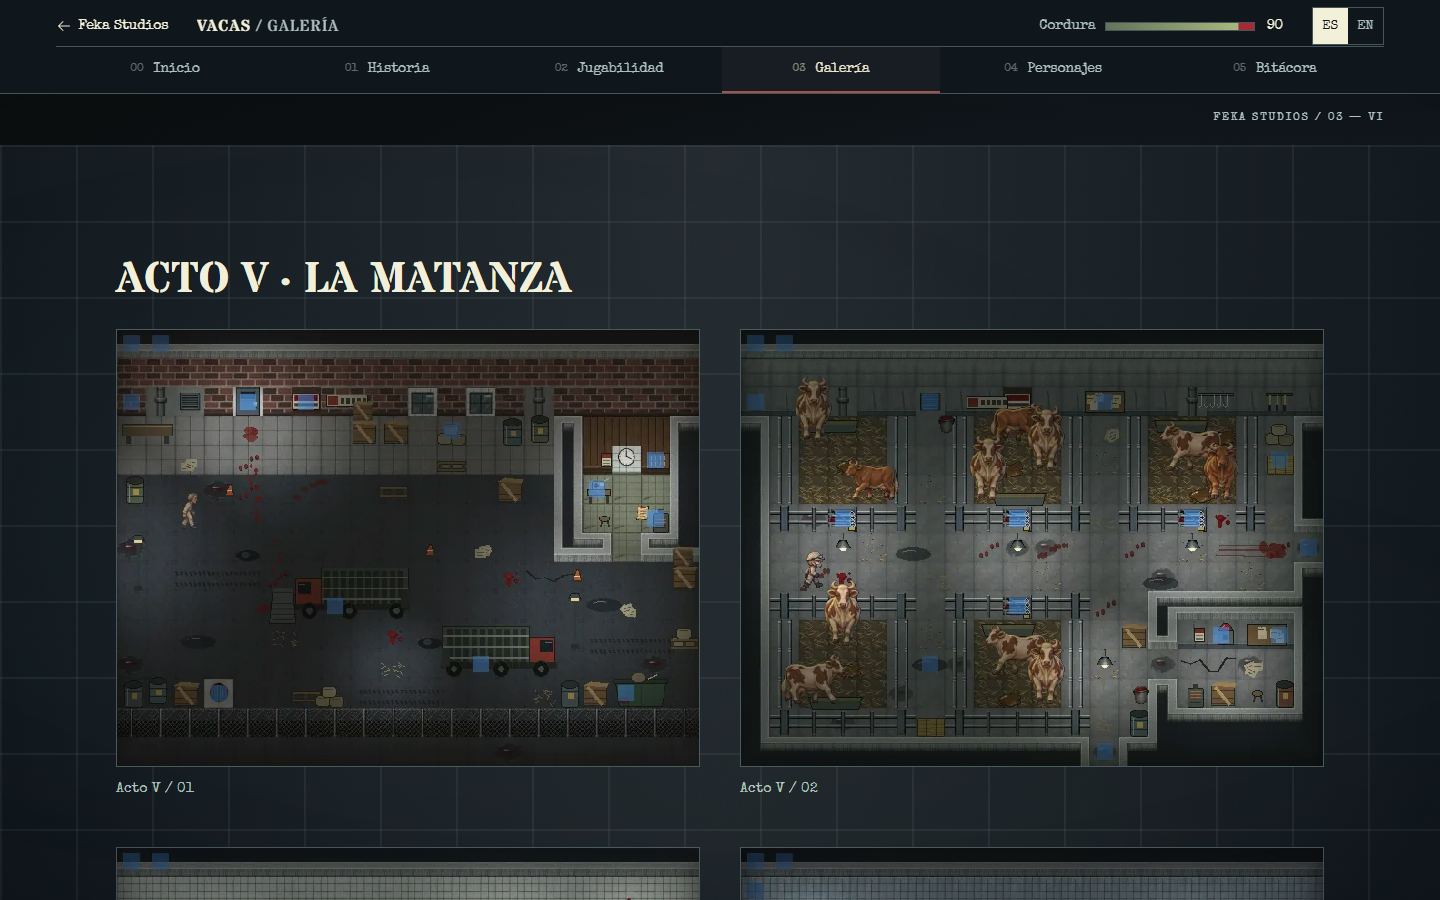 ← Feka Studios VACAS / GALERÍA Cordura 90 ES EN
00 Inicio 01 Historia 02 Jugabilidad 03 Galería 04 Personajes 05 Bitácora
FEKA STUDIOS / 03 — VI
ACTO V · LA MATANZA
Acto V / 01
Acto V / 02